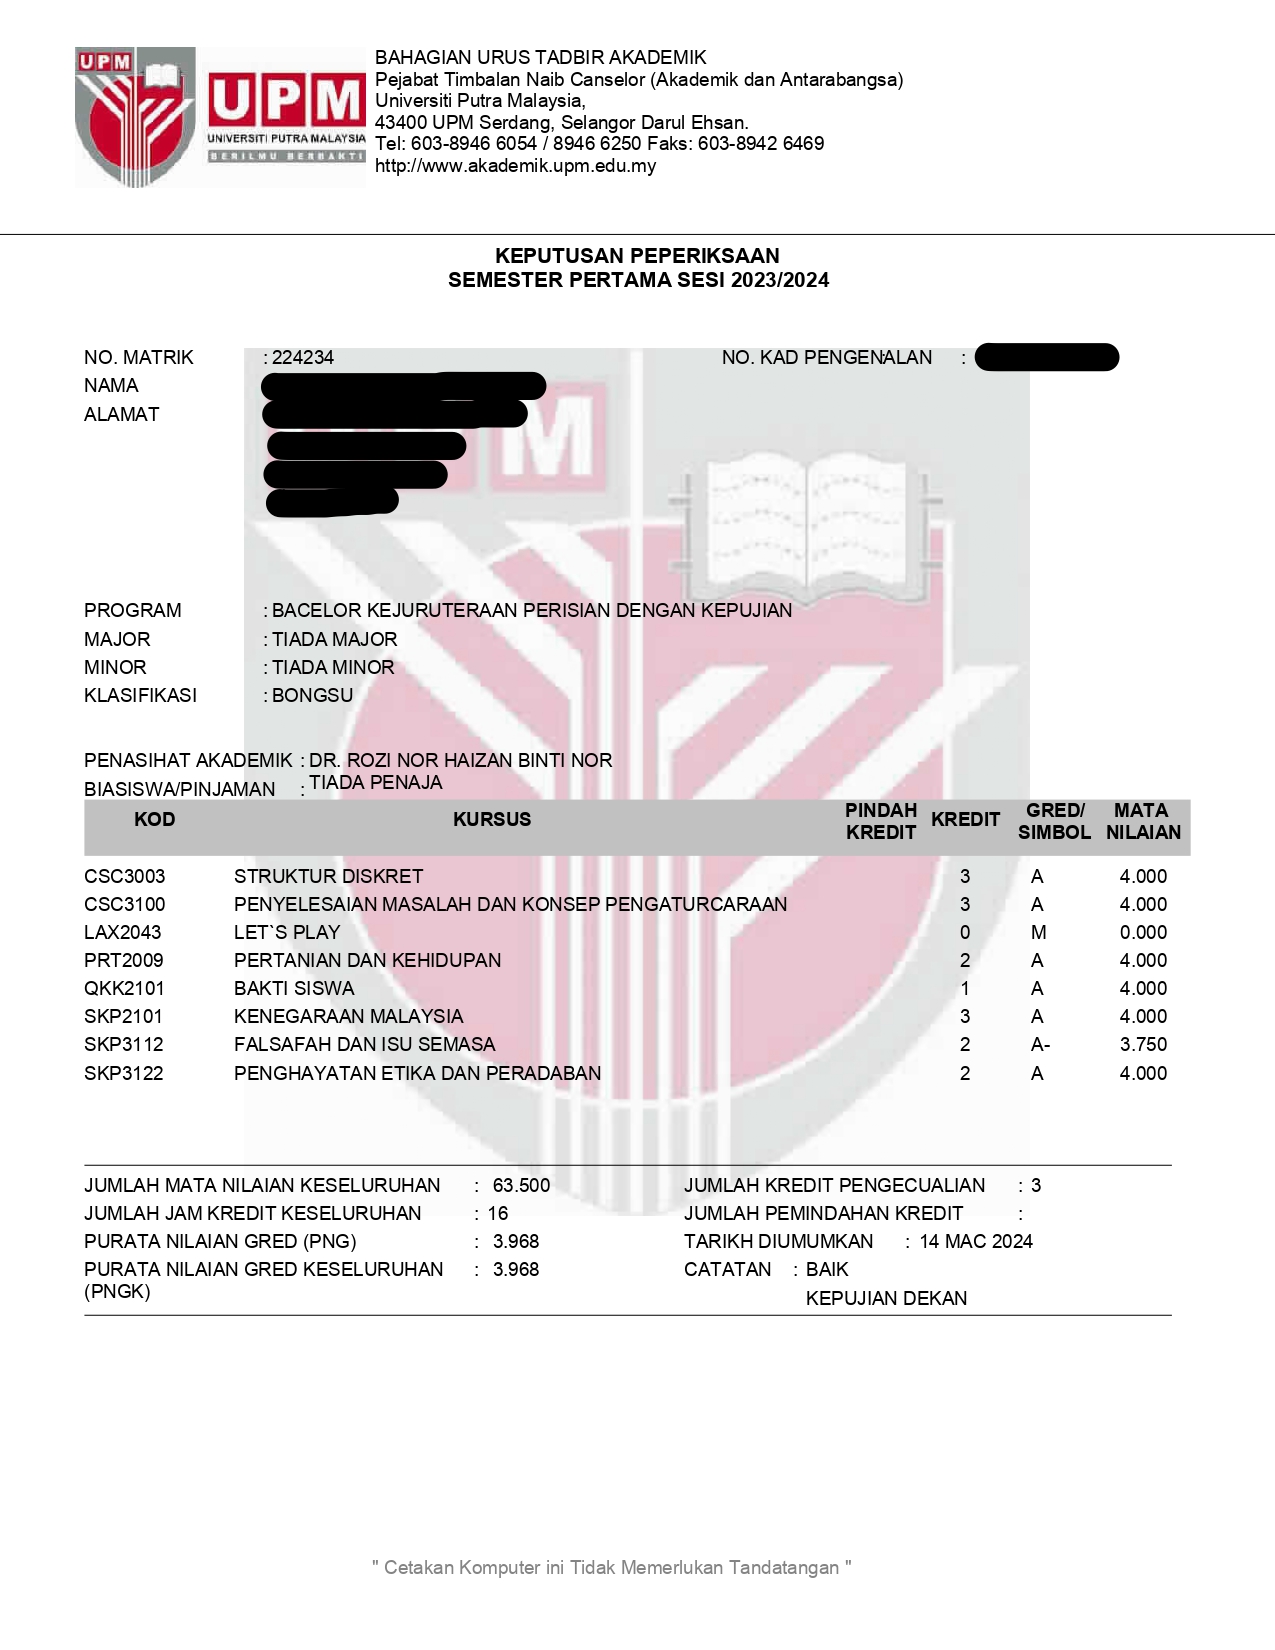 UPM
UPM
UNIVERSITI PUTRA MALAYSIA
BERILMU BERBAKTI
BAHAGIAN URUS TADBIR AKADEMIK
Pejabat Timbalan Naib Canselor (Akademik dan Antarabangsa)
Universiti Putra Malaysia,
43400 UPM Serdang, Selangor Darul Ehsan.
Tel: 603-8946 6054 / 8946 6250 Faks: 603-8942 6469
http://www.akademik.upm.edu.my
KEPUTUSAN PEPERIKSAAN
SEMESTER PERTAMA SESI 2023/2024
NO. MATRIK : 224234 NO. KAD PENGENALAN :
NAMA
ALAMAT
M
PROGRAM : BACELOR KEJURUTERAAN PERISIAN DENGAN KEPUJIAN
MAJOR : TIADA MAJOR
MINOR : TIADA MINOR
KLASIFIKASI : BONGSU
PENASIHAT AKADEMIK : DR. ROZI NOR HAIZAN BINTI NOR
BIASISWA/PINJAMAN : TIADA PENAJA
KOD KURSUS PINDAH KREDIT KREDIT GRED/ SIMBOL MATA NILAIAN
CSC3003 STRUKTUR DISKRET 3 A 4.000
CSC3100 PENYELESAIAN MASALAH DAN KONSEP PENGATURCARAAN 3 A 4.000
LAX2043 LET`S PLAY 0 M 0.000
PRT2009 PERTANIAN DAN KEHIDUPAN 2 A 4.000
QKK2101 BAKTI SISWA 1 A 4.000
SKP2101 KENEGARAAN MALAYSIA 3 A 4.000
SKP3112 FALSAFAH DAN ISU SEMASA 2 A- 3.750
SKP3122 PENGHAYATAN ETIKA DAN PERADABAN 2 A 4.000
JUMLAH MATA NILAIAN KESELURUHAN : 63.500 JUMLAH KREDIT PENGECUALIAN : 3
JUMLAH JAM KREDIT KESELURUHAN : 16 JUMLAH PEMINDAHAN KREDIT :
PURATA NILAIAN GRED (PNG) : 3.968 TARIKH DIUMUMKAN : 14 MAC 2024
PURATA NILAIAN GRED KESELURUHAN : 3.968 CATATAN : BAIK
(PNGK) KEPUJIAN DEKAN
" Cetakan Komputer ini Tidak Memerlukan Tandatangan "